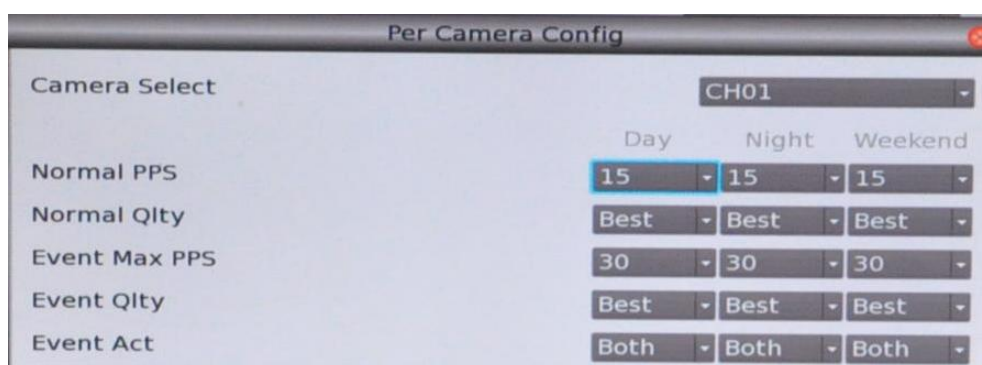 Per Camera Config
Camera Select CH01
Day Night Weekend
Normal PPS 15 15 15
Normal Qlty Best Best Best
Event Max PPS 30 30 30
Event Qlty Best Best Best
Event Act Both Both Both